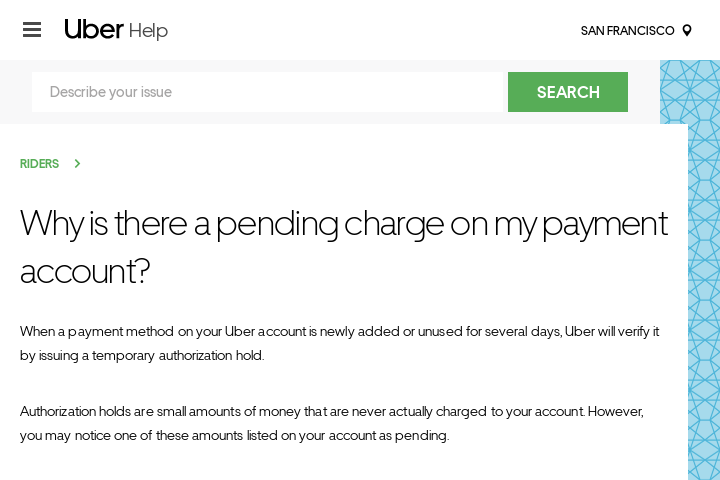 Uber Help
SAN FRANCISCO
Describe your issue
SEARCH
RIDERS
Why is there a pending charge on my payment
account?
When a payment method on your Uber account is newly added or unused for several days, Uber will verify it
by issuing a temporary authorization hold.
Authorization holds are small amounts of money that are never actually charged to your account. However,
you may notice one of these amounts listed on your account as pending.